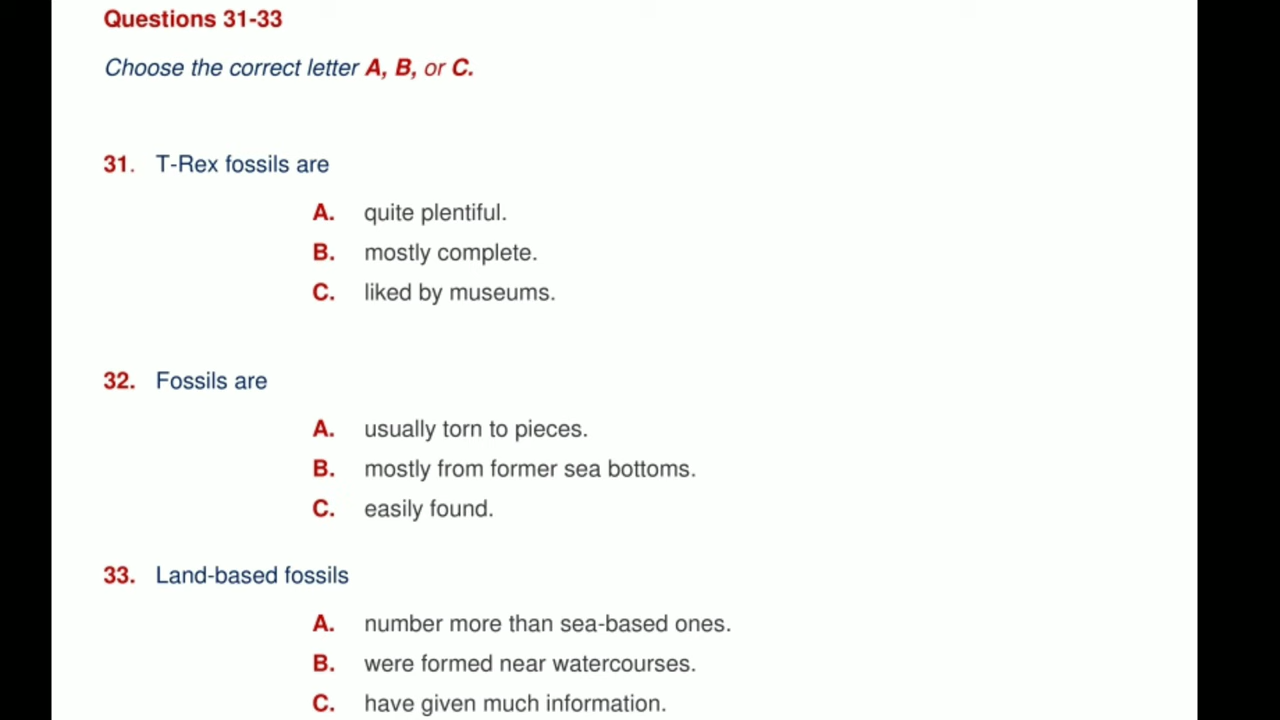 Questions 31-33
Choose the correct letter A, B, or C.
31. T-Rex fossils are
A. quite plentiful.
B. mostly complete.
C. liked by museums.
32. Fossils are
A. usually torn to pieces.
B. mostly from former sea bottoms.
C. easily found.
33. Land-based fossils
A. number more than sea-based ones.
B. were formed near watercourses.
C. have given much information.